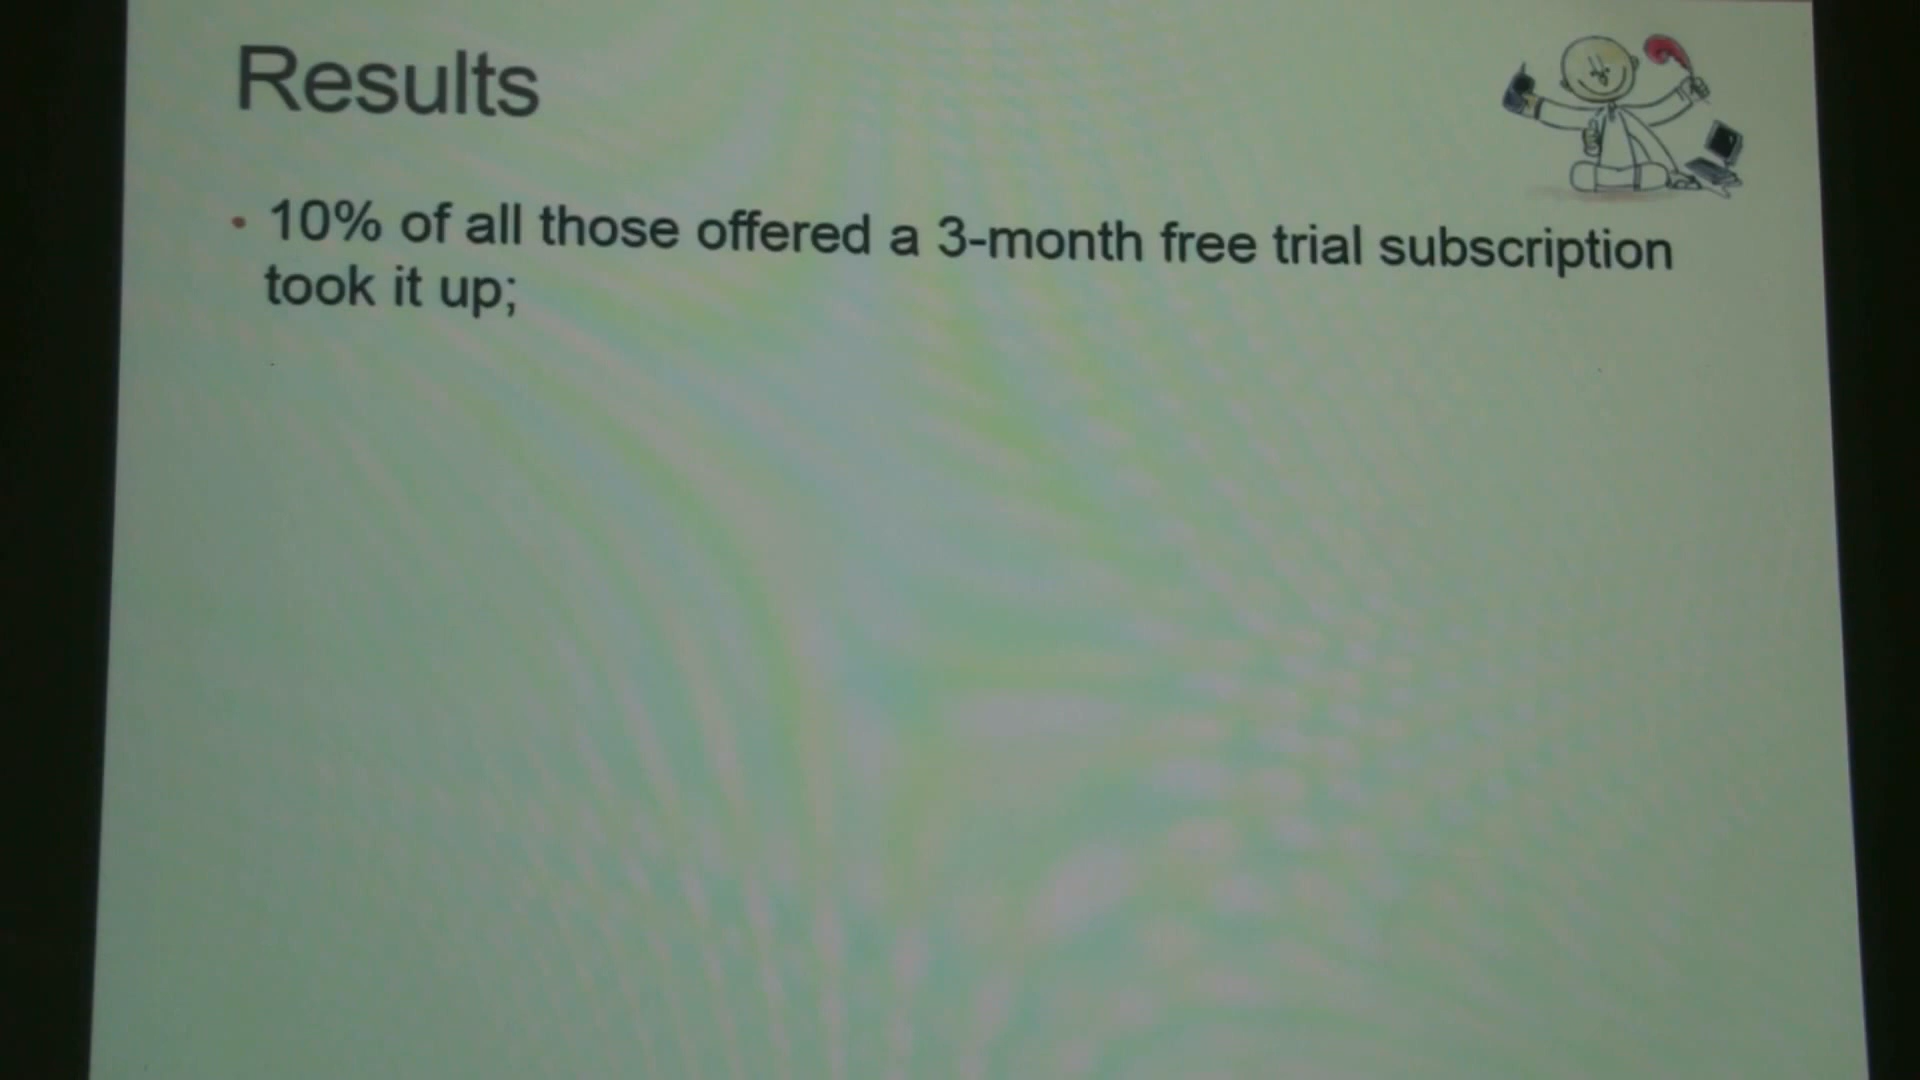 Results
• 10% of all those offered a 3-month free trial subscription
took it up;